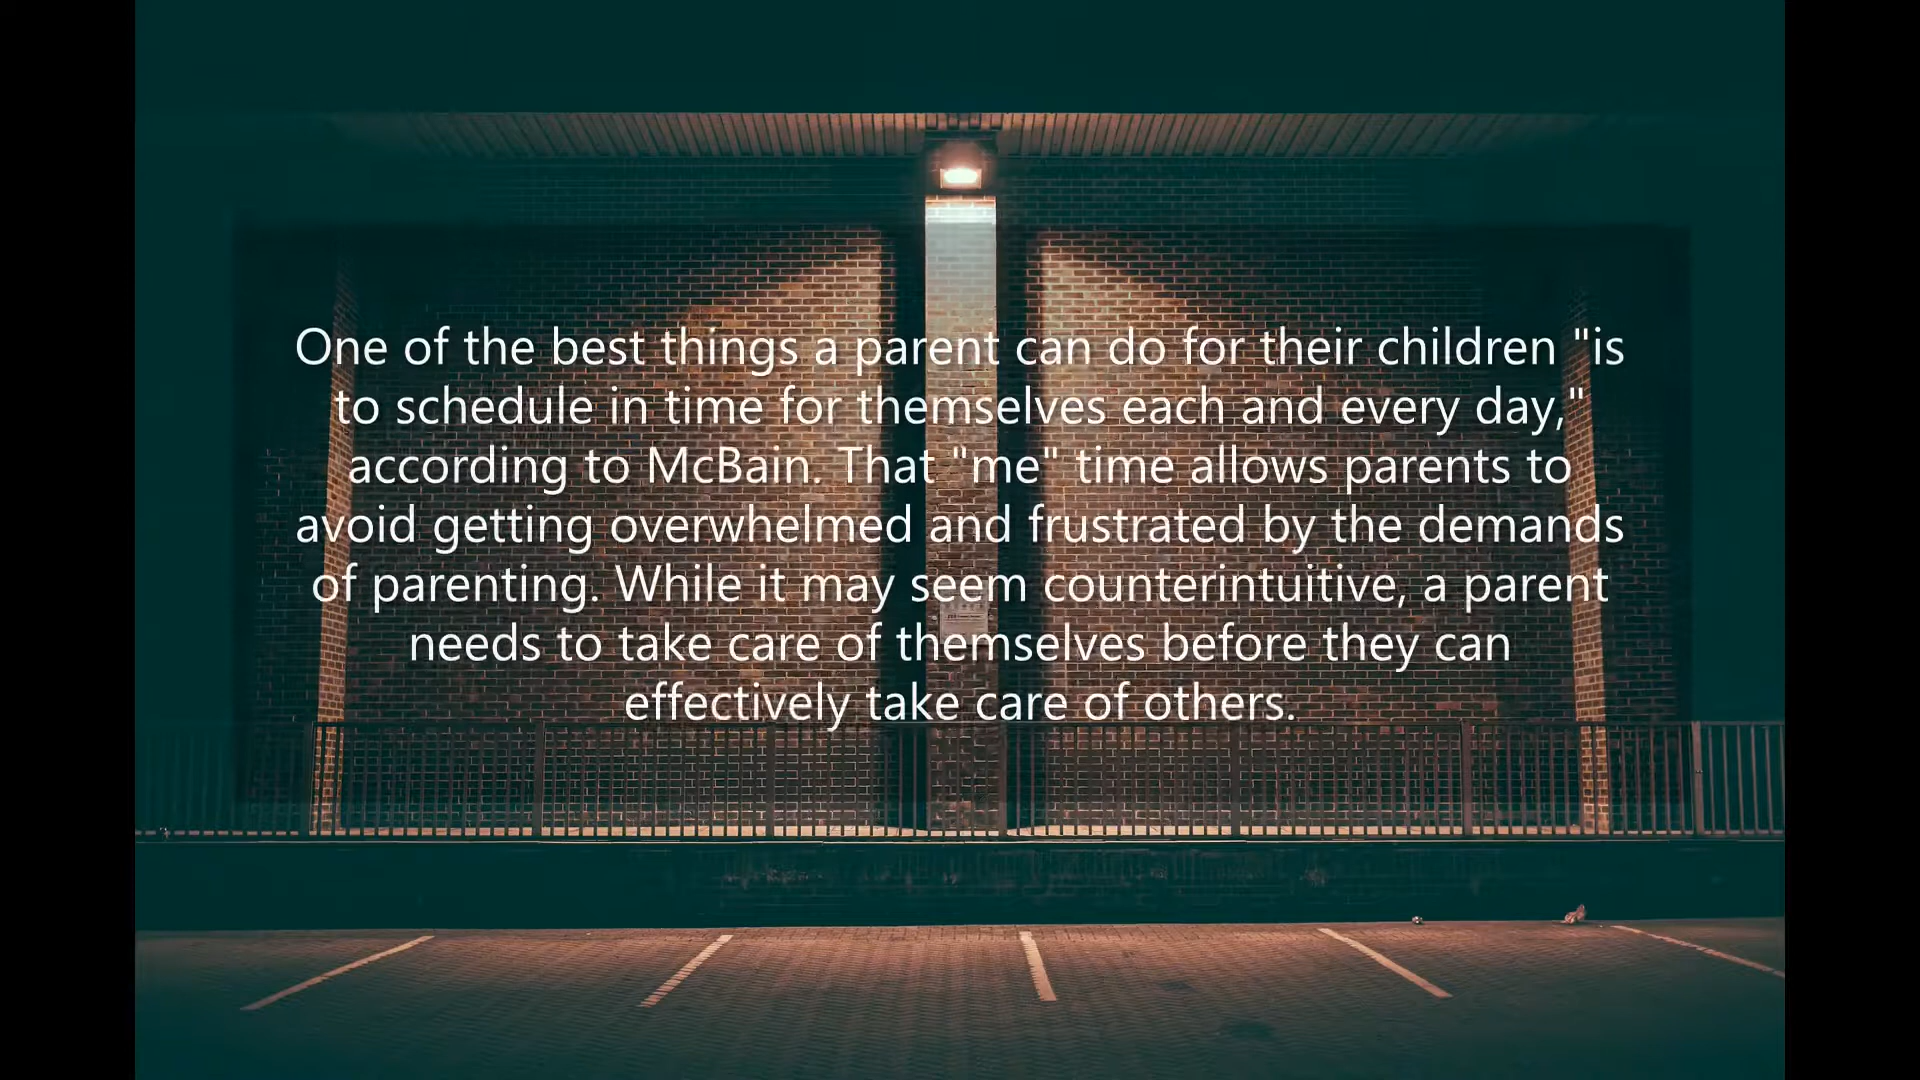 One of the best things a parent can do for their children "is
to schedule in time for themselves each and every day,"
according to McBain. That "me" time allows parents to
avoid getting overwhelmed and frustrated by the demands
of parenting. While it may seem counterintuitive, a parent
needs to take care of themselves before they can
effectively take care of others.